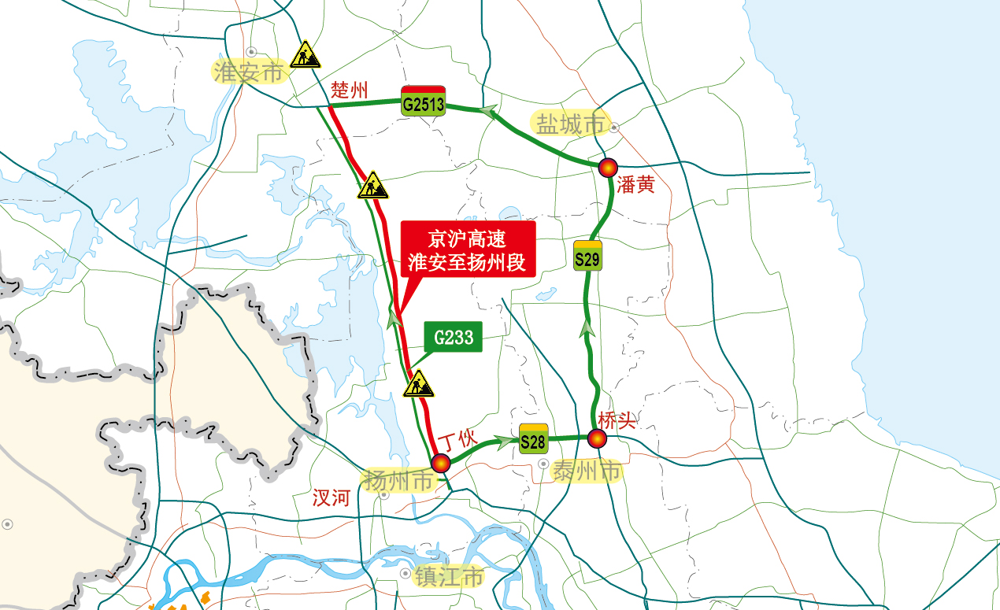 淮安市
楚州
G2513
盐城市
潘黄
京沪高速
淮安至扬州段
S29
G233
桥头
丁伙
S28
泰州市
扬州市
汊河
镇江市